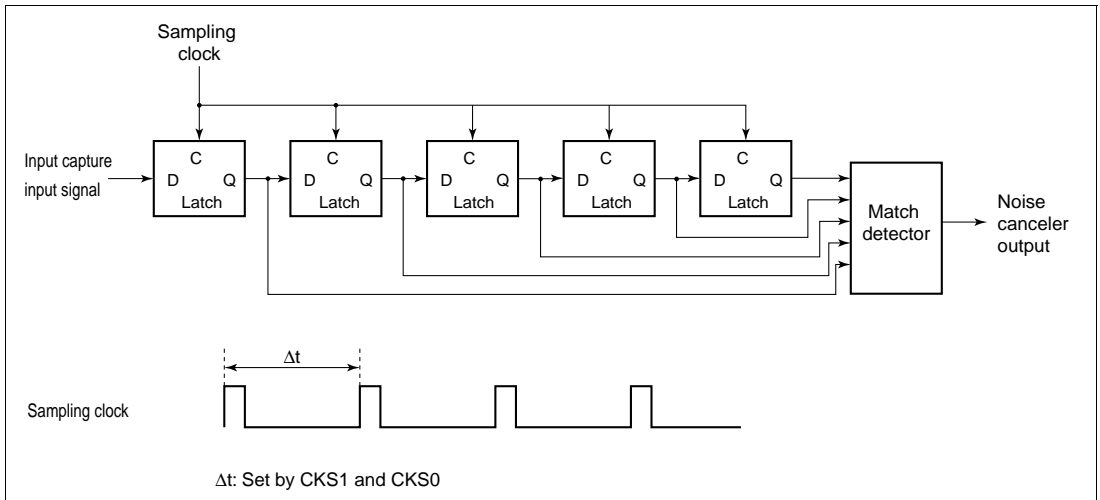 Sampling
clock
Input capture
input signal
C
D Q
Latch
C
D Q
Latch
C
D Q
Latch
C
D Q
Latch
C
D Q
Latch
Match
detector
Noise
canceler
output
Δt
Sampling clock
Δt: Set by CKS1 and CKS0